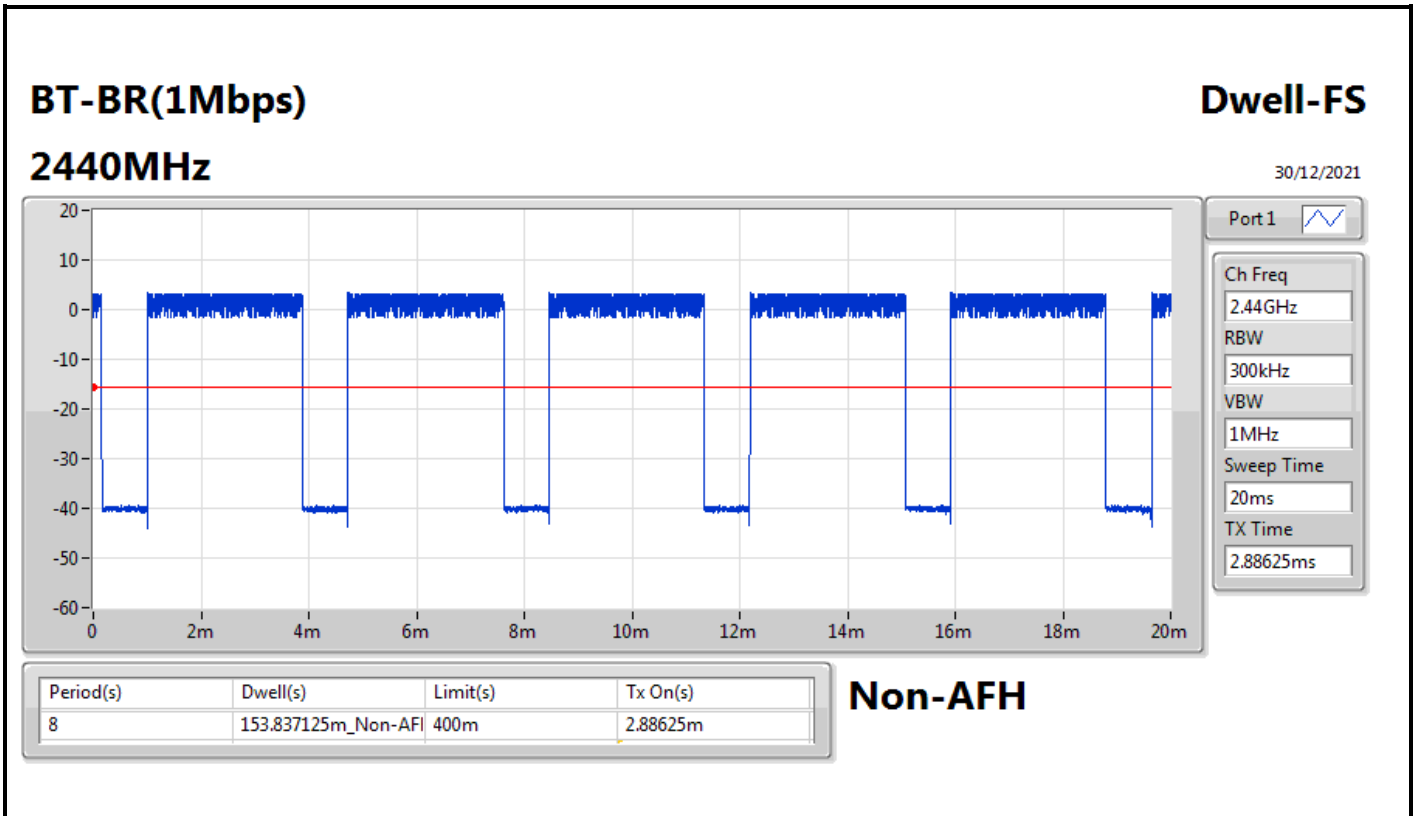 BT-BR(1Mbps)
Dwell-FS
2440MHz
30/12/2021
20
10
0
-10
-20
-30
-40
-50
-60
0 2m 4m 6m 8m 10m 12m 14m 16m 18m 20m
Port 1
Ch Freq
2.44GHz
RBW
300kHz
VBW
1MHz
Sweep Time
20ms
TX Time
2.88625ms
Period(s) Dwell(s) Limit(s) Tx On(s)
8 153.837125m_Non-AF 400m 2.88625m
Non-AFH